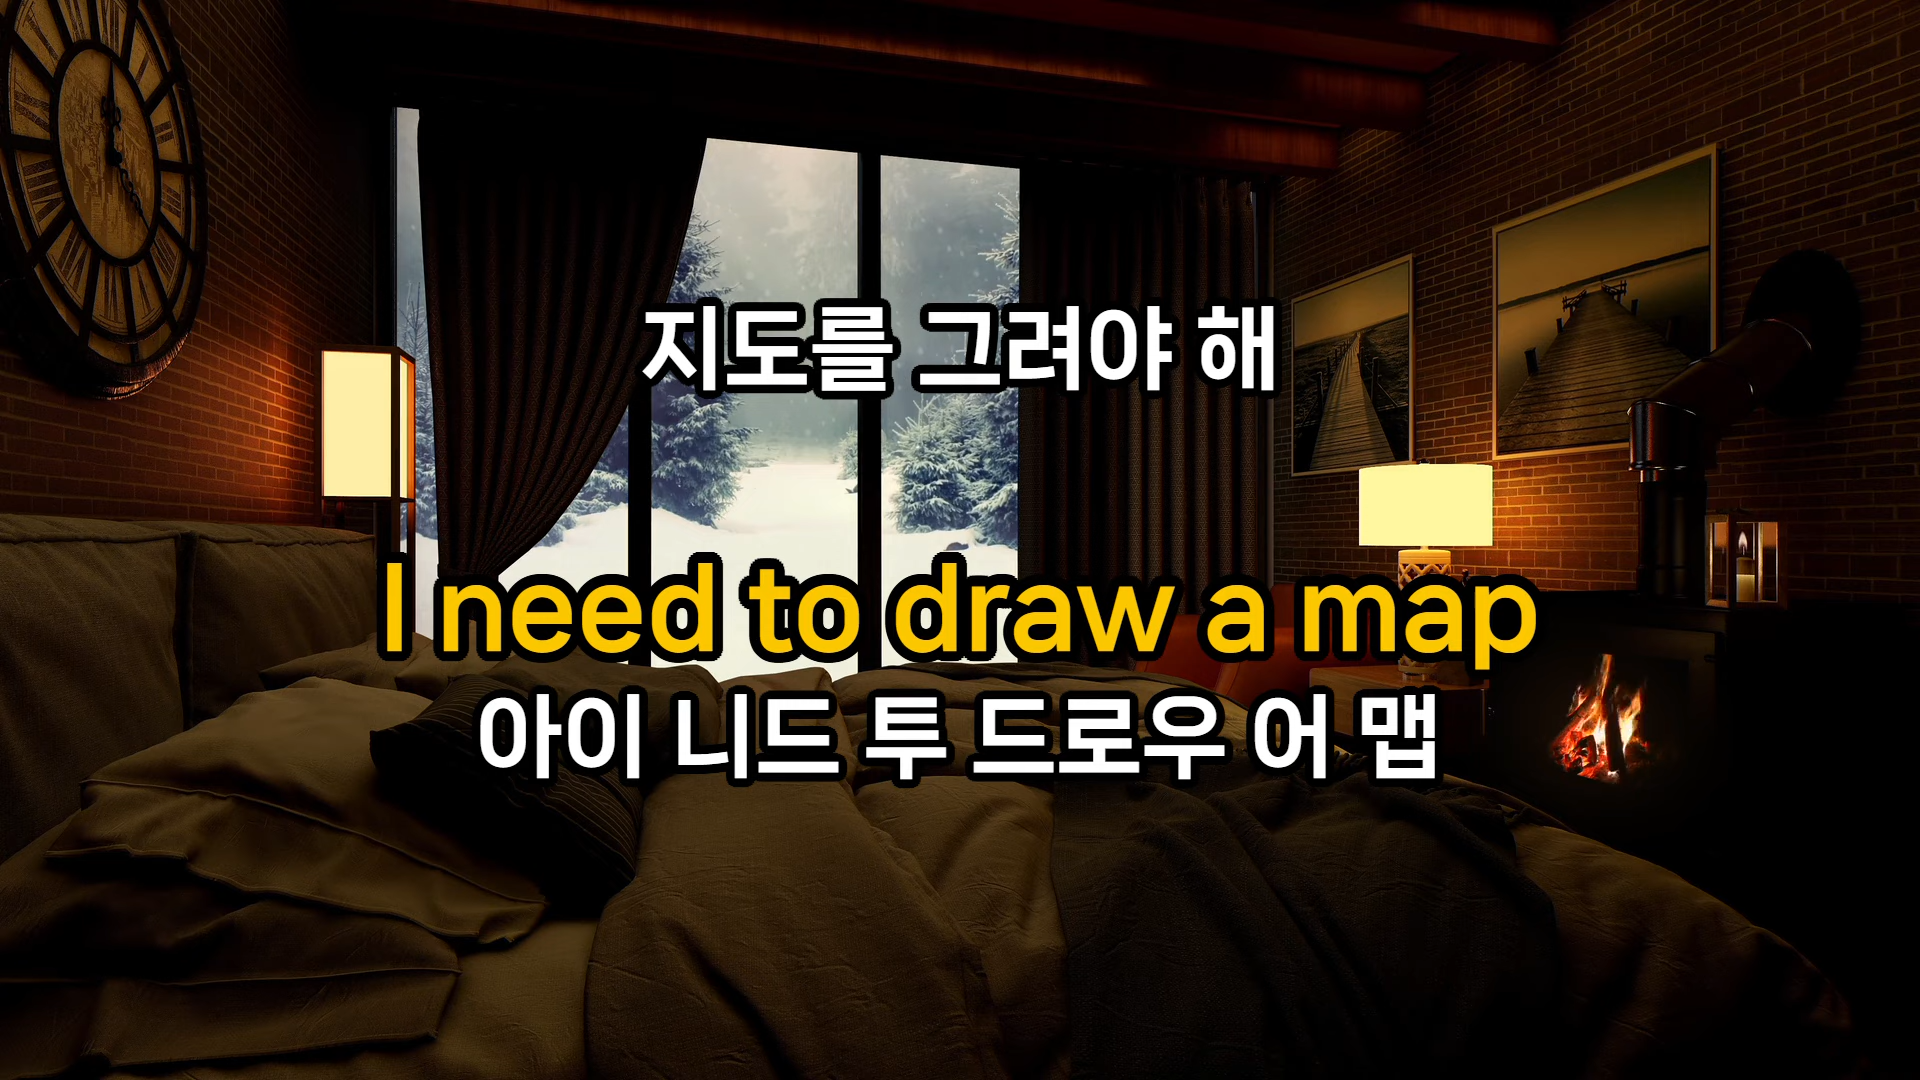 지도를 그려야 해
I need to draw a map
아이 니드 투 드로우 어 맵